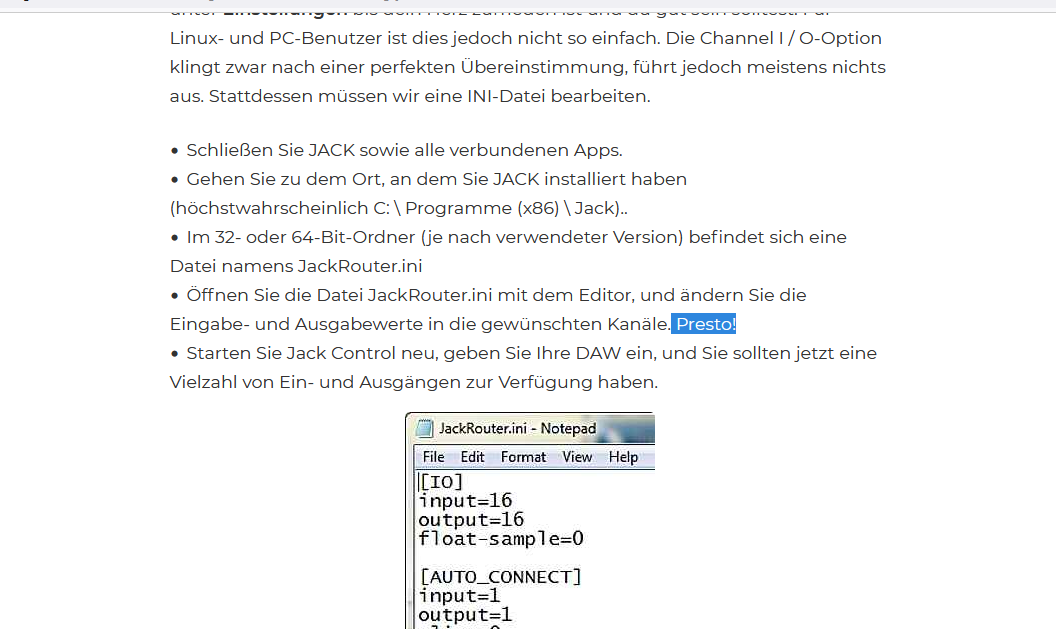 Linux- und PC-Benutzer ist dies jedoch nicht so einfach. Die Channel I / O-Option
klingt zwar nach einer perfekten Übereinstimmung, führt jedoch meistens nichts
aus. Stattdessen müssen wir eine INI-Datei bearbeiten.
• Schließen Sie JACK sowie alle verbundenen Apps.
• Gehen Sie zu dem Ort, an dem Sie JACK installiert haben
(höchstwahrscheinlich C: \ Programme (x86) \ Jack)..
• Im 32- oder 64-Bit-Ordner (je nach verwendeter Version) befindet sich eine
Datei namens JackRouter.ini
• Öffnen Sie die Datei JackRouter.ini mit dem Editor, und ändern Sie die
Eingabe- und Ausgabewerte in die gewünschten Kanäle. Presto!
• Starten Sie Jack Control neu, geben Sie Ihre DAW ein, und Sie sollten jetzt eine
Vielzahl von Ein- und Ausgängen zur Verfügung haben.
JackRouter.ini - Notepad
File Edit Format View Help
[IO]
input=16
output=16
float-sample=0
[AUTO_CONNECT]
input=1
output=1